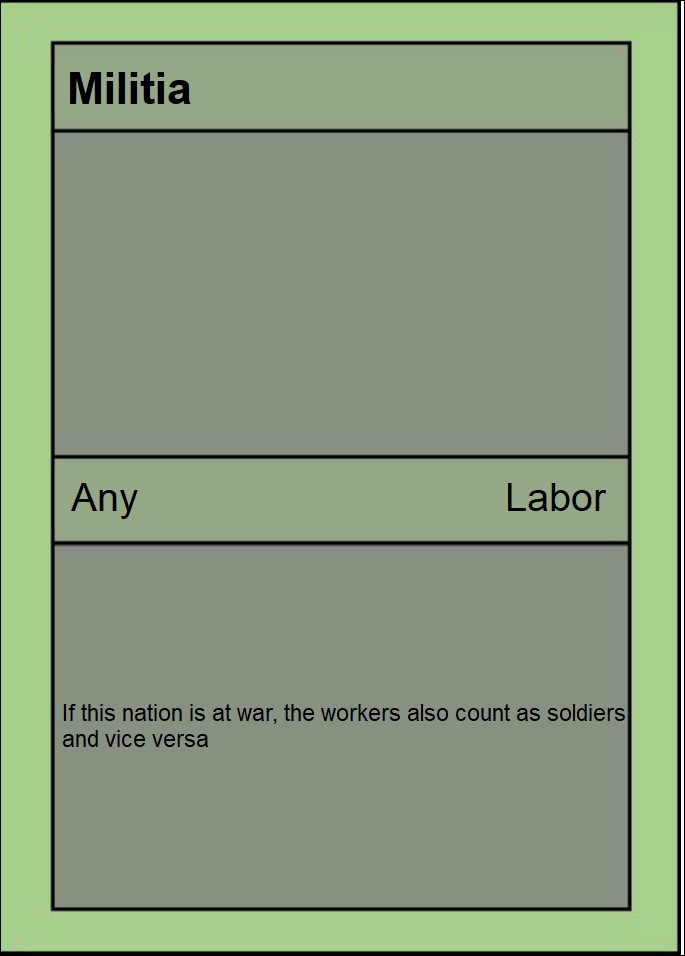 Militia
Any Labor
If this nation is at war, the workers also count as soldiers
and vice versa